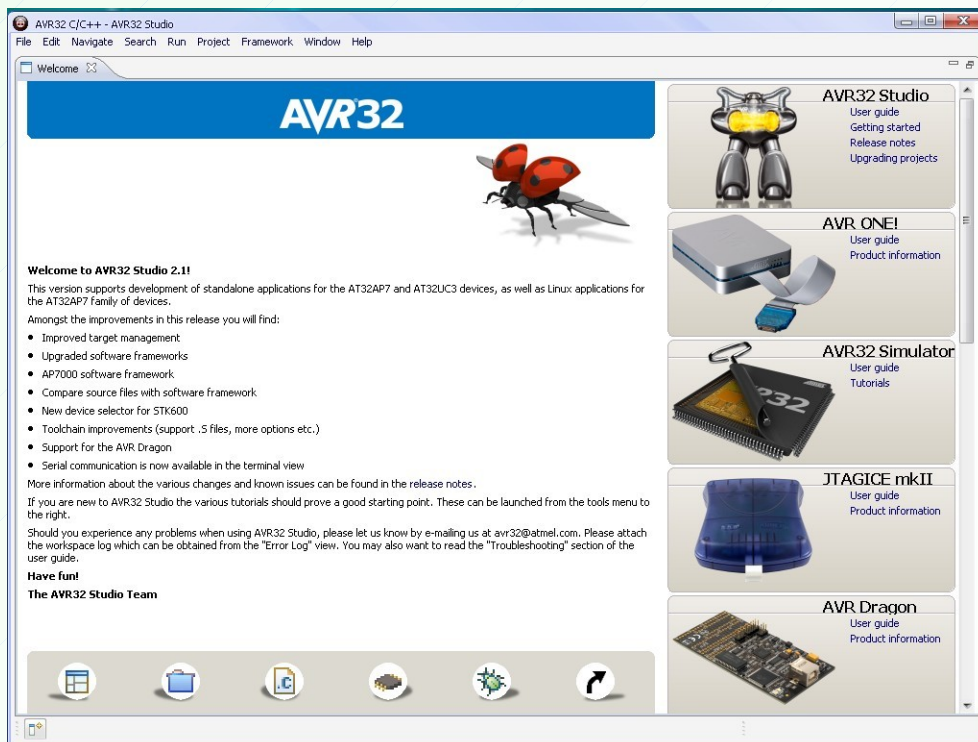 AVR32 C/C++ - AVR32 Studio
File Edit Navigate Search Run Project Framework Window Help
Welcome
AVR32
Welcome to AVR32 Studio 2.1!
This version supports development of standalone applications for the AT32AP7 and AT32UC3 devices, as well as Linux applications for
the AT32AP7 family of devices.
Amongst the improvements in this release you will find:
Improved target management
Upgraded software frameworks
AP7000 software framework
Compare source files with software framework
New device selector for STK600
Toolchain improvements (support .S files, more options etc.)
Support for the AVR Dragon
Serial communication is now available in the terminal view
More information about the various changes and known issues can be found in the release notes.
If you are new to AVR32 Studio the various tutorials should prove a good starting point. These can be launched from the tools menu to
the right.
Should you experience any problems when using AVR32 Studio, please let us know by e-mailing us at avr32@atmel.com. Please attach
the workspace log which can be obtained from the "Error Log" view. You may also want to read the "Troubleshooting" section of the
user guide.
Have fun!
The AVR32 Studio Team
.c
AVR32 Studio
User guide
Getting started
Release notes
Upgrading projects
AVR ONE!
User guide
Product information
AVR32 Simulator
User guide
Tutorials
R32
JTAGICE mkII
User guide
Product information
AVR Dragon
User guide
Product information